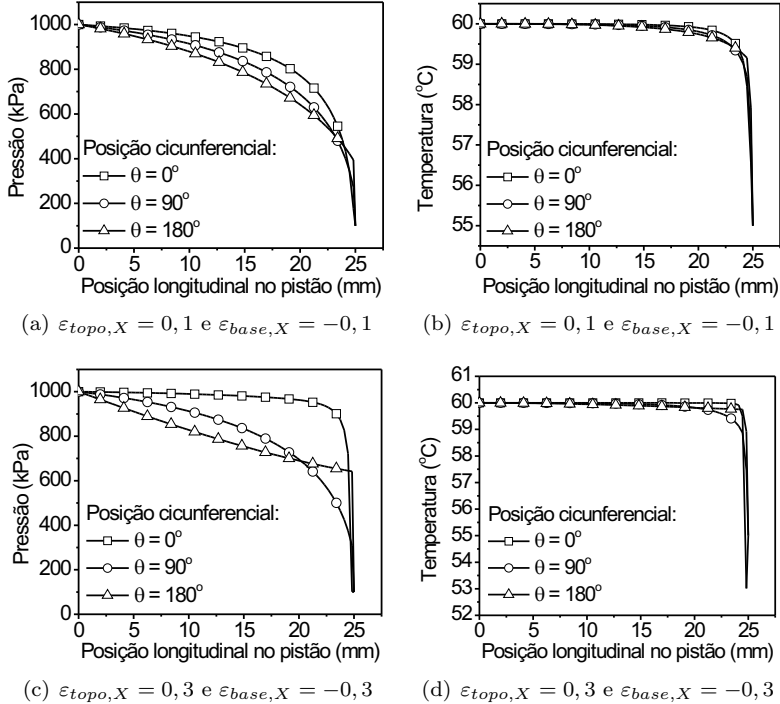 1000
800
600
400
200
0
Pressão (kPa)
Posição cicunferencial:
θ = 0°
θ = 90°
θ = 180°
0 5 10 15 20 25
Posição longitudinal no pistão (mm)
(a) ε_topo,X = 0, 1 e ε_base,X = −0, 1
60
59
58
57
56
55
Temperatura (°C)
Posição cicunferencial:
θ = 0°
θ = 90°
θ = 180°
0 5 10 15 20 25
Posição longitudinal no pistão (mm)
(b) ε_topo,X = 0, 1 e ε_base,X = −0, 1
1000
800
600
400
200
0
Pressão (kPa)
Posição cicunferencial:
θ = 0°
θ = 90°
θ = 180°
0 5 10 15 20 25
Posição longitudinal no pistão (mm)
(c) ε_topo,X = 0, 3 e ε_base,X = −0, 3
61
60
59
58
57
56
55
54
53
52
Temperatura (°C)
Posição cicunferencial:
θ = 0°
θ = 90°
θ = 180°
0 5 10 15 20 25
Posição longitudinal no pistão (mm)
(d) ε_topo,X = 0, 3 e ε_base,X = −0, 3